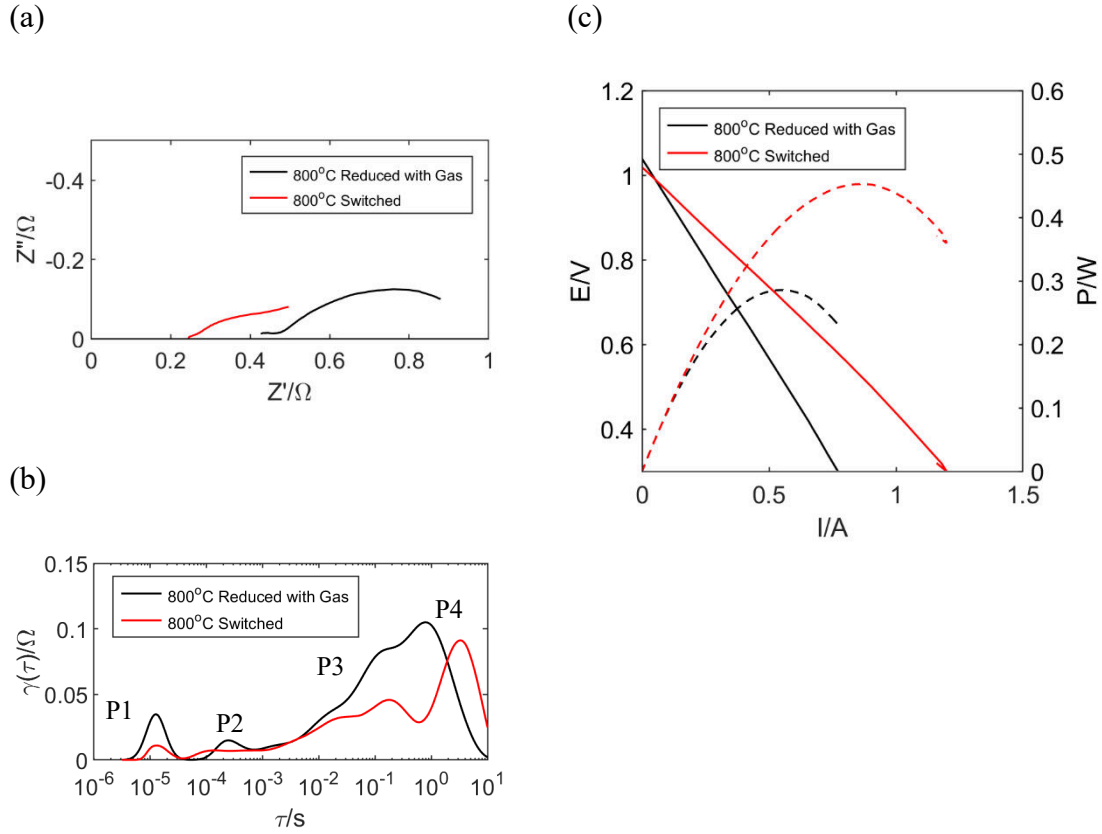 (a)
-0.4
-0.2
0
Z''/Ω
0
0.2
0.4
0.6
0.8
1
Z'/Ω
800°C Reduced with Gas
800°C Switched
(b)
0.15
0.1
0.05
0
γ(τ)/Ω
800°C Reduced with Gas
800°C Switched
P1
P2
P3
P4
10⁻⁶
10⁻⁵
10⁻⁴
10⁻³
10⁻²
10⁻¹
10⁰
10¹
τ/s
(c)
1.2
1
0.8
0.6
0.4
E/V
800°C Reduced with Gas
800°C Switched
0.6
0.5
0.4
0.3
0.2
0.1
0
P/W
0
0.5
1
1.5
I/A